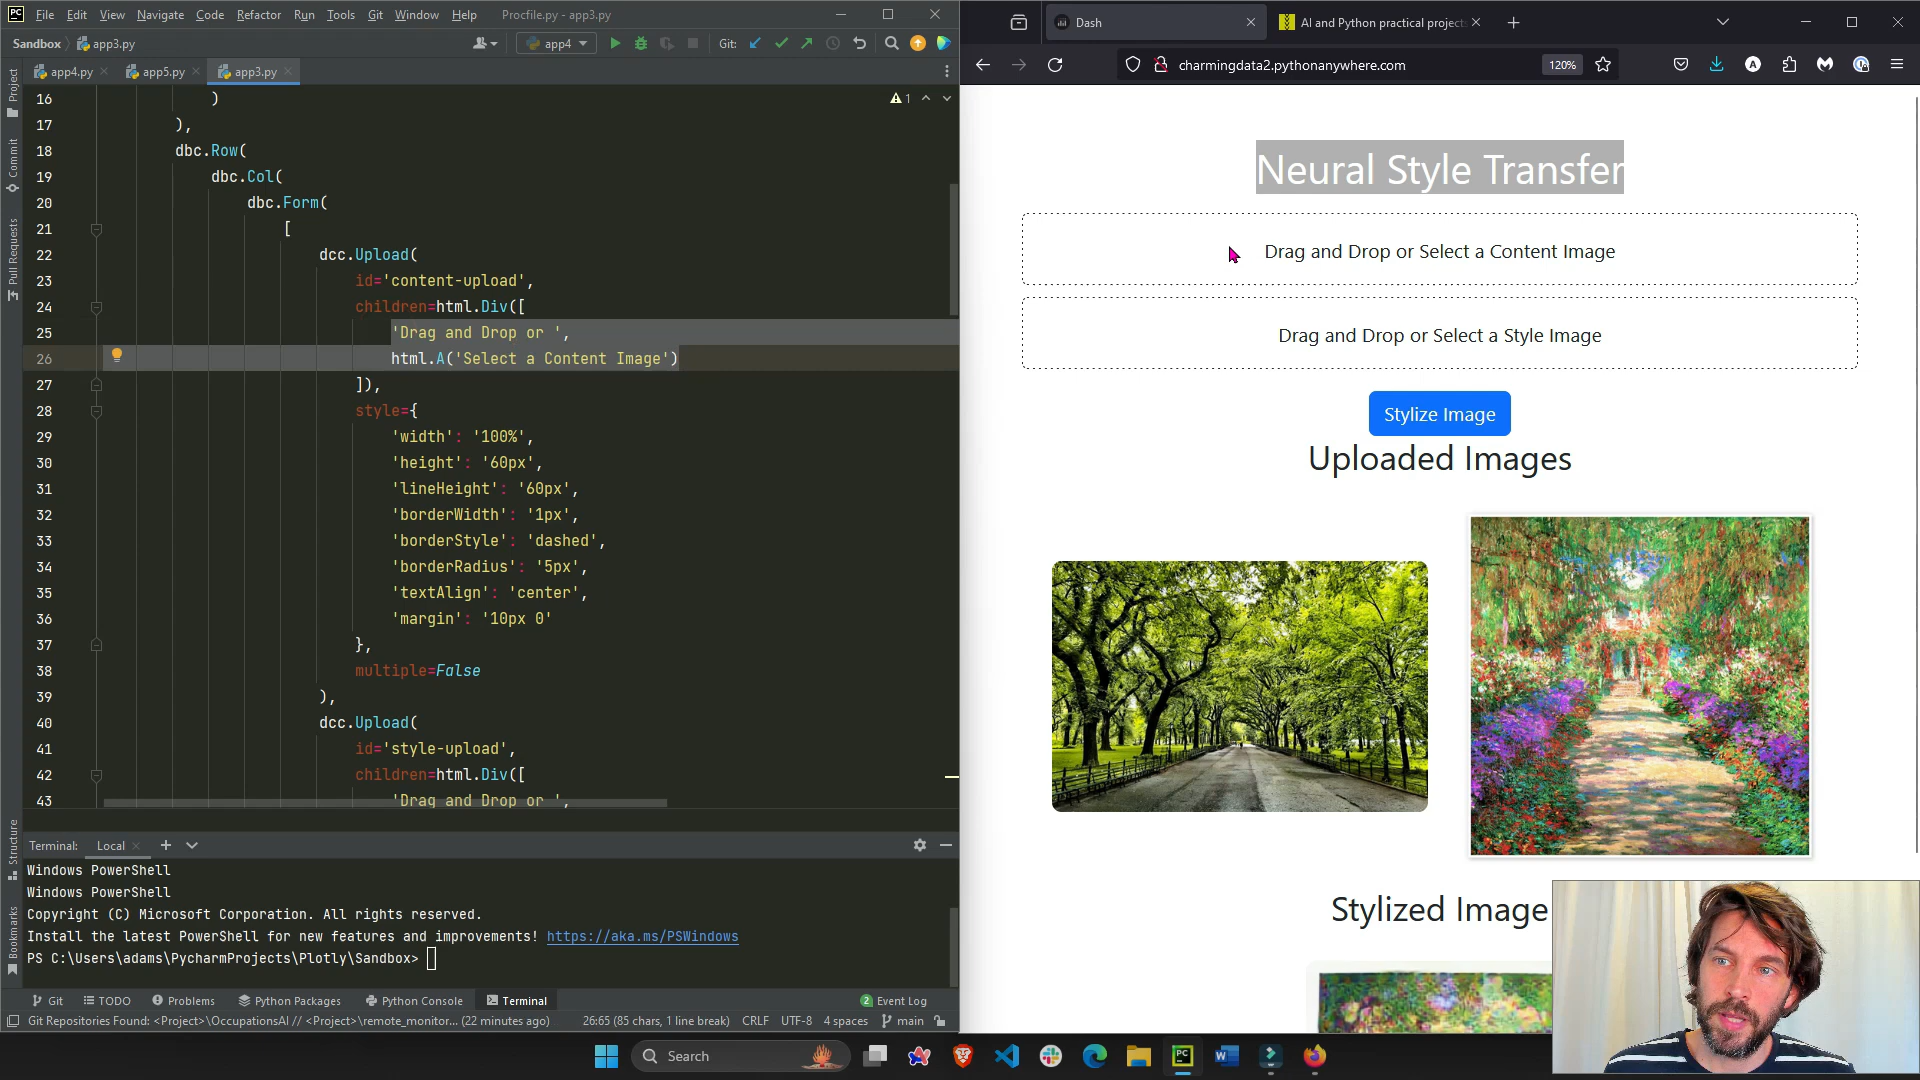 PC File Edit View Navigate Code Refactor Run Tools Git Window Help Procfile.py - app3.py
Sandbox app3.py app4 Git:
app4.py app5.py app3.py
Project
Commit
Pull Requests
Structure
Bookmarks
1
16 )
17 ),
18 dbc.Row(
19 dbc.Col(
20 dbc.Form(
21 [
22 dcc.Upload(
23 id='content-upload',
24 children=html.Div([
25 'Drag and Drop or ',
26 html.A('Select a Content Image')
27 ]),
28 style={
29 'width': '100%',
30 'height': '60px',
31 'lineHeight': '60px',
32 'borderWidth': '1px',
33 'borderStyle': 'dashed',
34 'borderRadius': '5px',
35 'textAlign': 'center',
36 'margin': '10px 0'
37 },
38 multiple=False
39 ),
40 dcc.Upload(
41 id='style-upload',
42 children=html.Div([
43 'Drag and Drop or ',
Terminal: Local
Windows PowerShell
Windows PowerShell
Copyright (C) Microsoft Corporation. All rights reserved.
Install the latest PowerShell for new features and improvements! https://aka.ms/PSWindows
PS C:\Users\adams\PycharmProjects\Plotly\Sandbox>
Git TODO Problems Python Packages Python Console Terminal 2 Event Log
Git Repositories Found: <Project>\OccupationsAI // <Project>\remote_monitor... (22 minutes ago) 26:65 (85 chars, 1 line break) CRLF UTF-8 4 spaces main
Dash
AI and Python practical project
charmingdata2.pythonanywhere.com 120%
Neural Style Transfer
Drag and Drop or Select a Content Image
Drag and Drop or Select a Style Image
Stylize Image
Uploaded Images
Stylized Image
Search